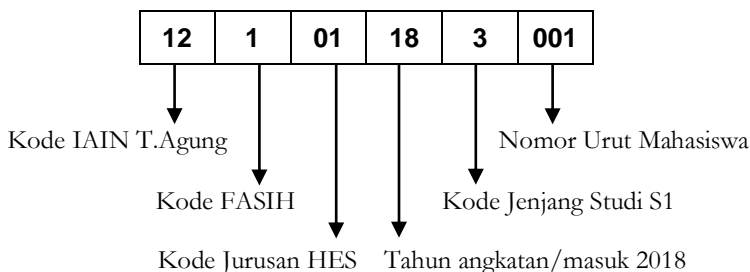 12 1 01 18 3 001
Kode IAIN T.Agung Nomor Urut Mahasiswa
Kode FASIH Kode Jenjang Studi S1
Kode Jurusan HES Tahun angkatan/masuk 2018